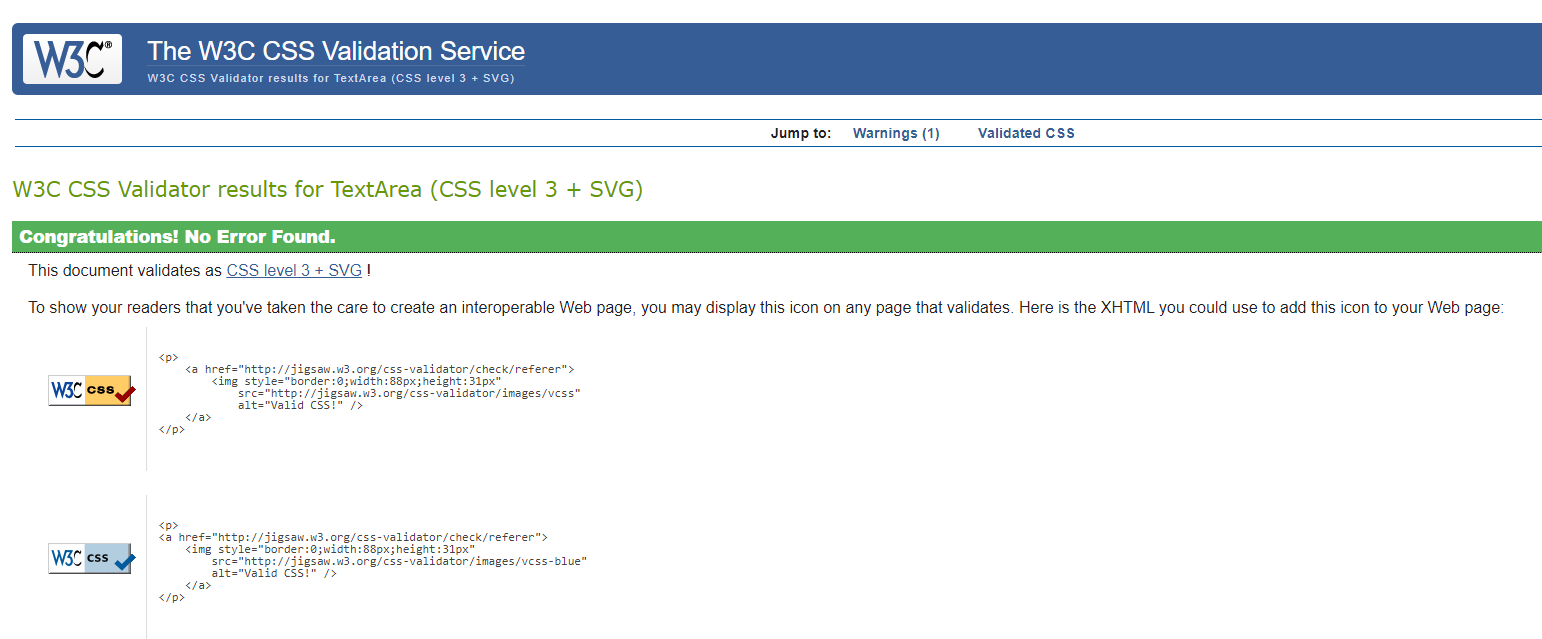 W3C®
The W3C CSS Validation Service
W3C CSS Validator results for TextArea (CSS level 3 + SVG)
Jump to: Warnings (1) Validated CSS
W3C CSS Validator results for TextArea (CSS level 3 + SVG)
Congratulations! No Error Found.
This document validates as CSS level 3 + SVG !
To show your readers that you've taken the care to create an interoperable Web page, you may display this icon on any page that validates. Here is the XHTML you could use to add this icon to your Web page:
W3C css
<p>
<a href="http://jigsaw.w3.org/css-validator/check/referer">
<img style="border:0;width:88px;height:31px"
src="http://jigsaw.w3.org/css-validator/images/vcss"
alt="Valid CSS!" />
</a>
</p>
W3C css
<p>
<a href="http://jigsaw.w3.org/css-validator/check/referer">
<img style="border:0;width:88px;height:31px"
src="http://jigsaw.w3.org/css-validator/images/vcss-blue"
alt="Valid CSS!" />
</a>
</p>